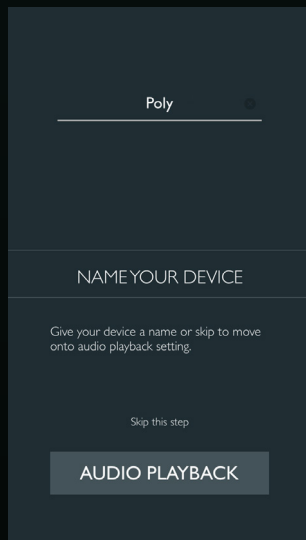 Poly
NAME YOUR DEVICE
Give your device a name or skip to move
onto audio playback setting.
Skip this step
AUDIO PLAYBACK